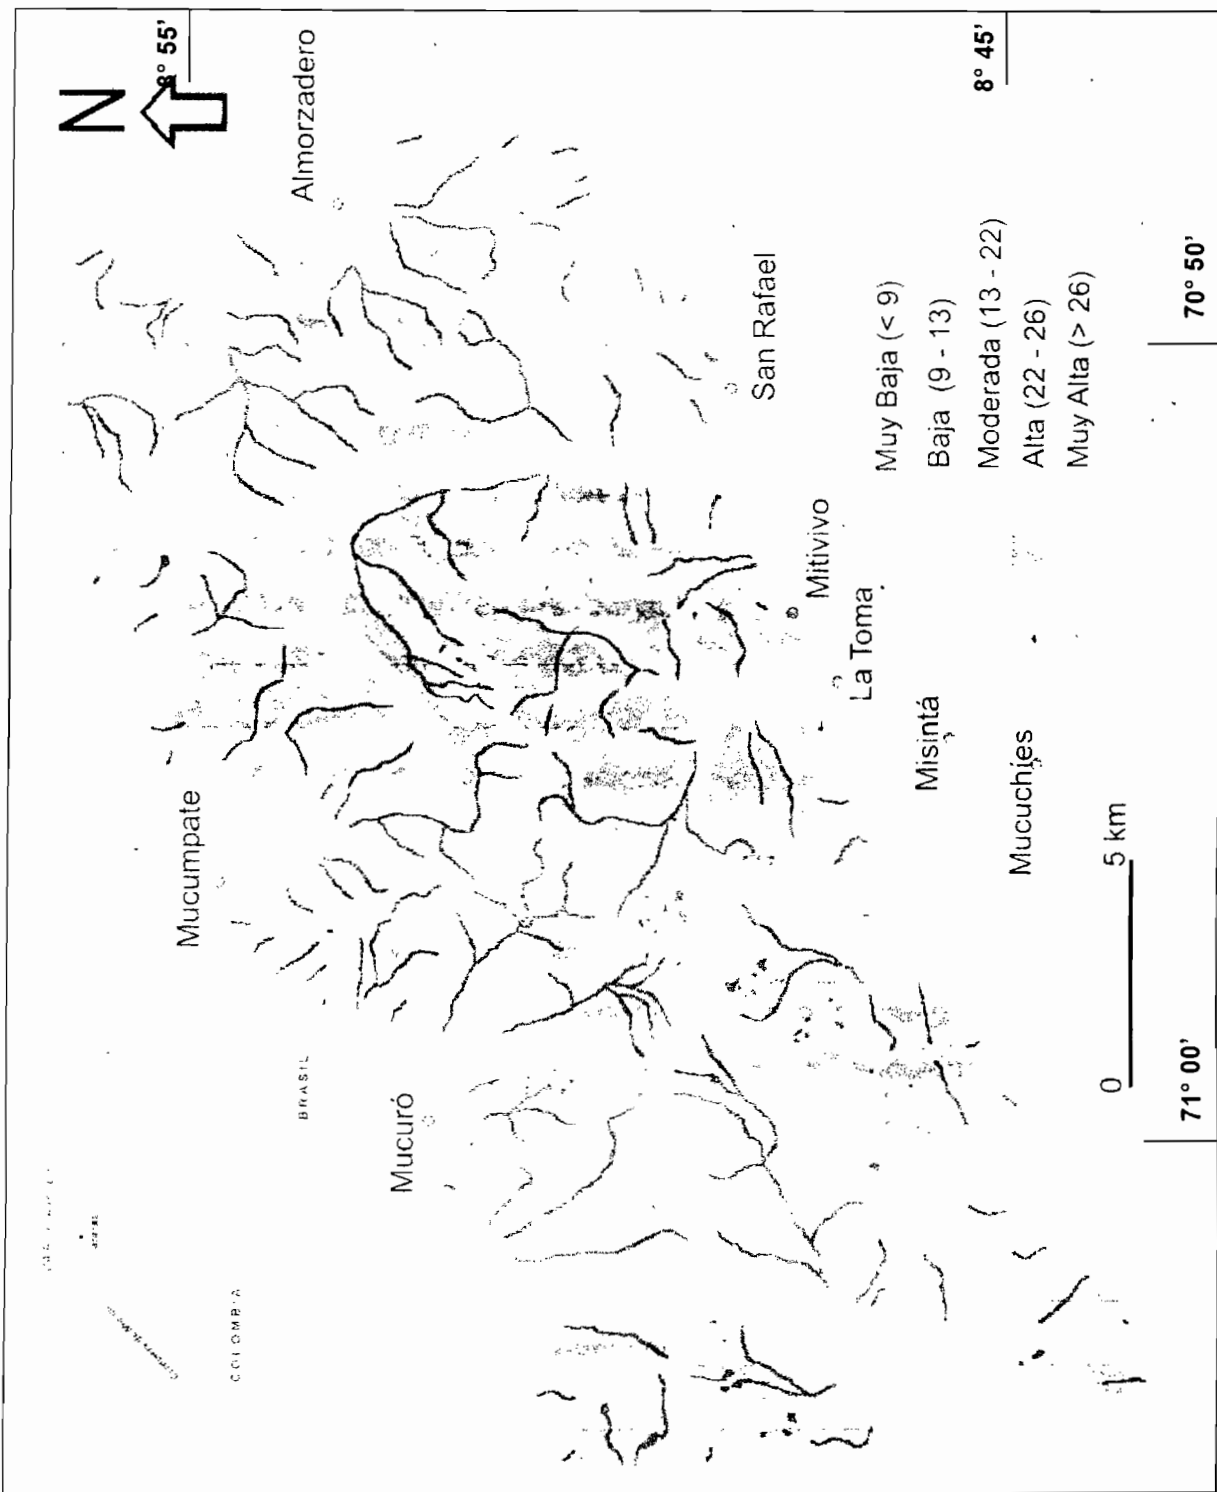 N
8° 55'
8° 45'
Almorzadero
San Rafael
70° 50'
Muy Baja (< 9)
Baja (9 - 13)
Moderada (13 - 22)
Alta (22 - 26)
Muy Alta (> 26)
Mitivivo
La Toma
Misintá
Mucuchíes
Mucumpate
0 5 km
BRASIL
Mucuró
71° 00'
COLOMBIA